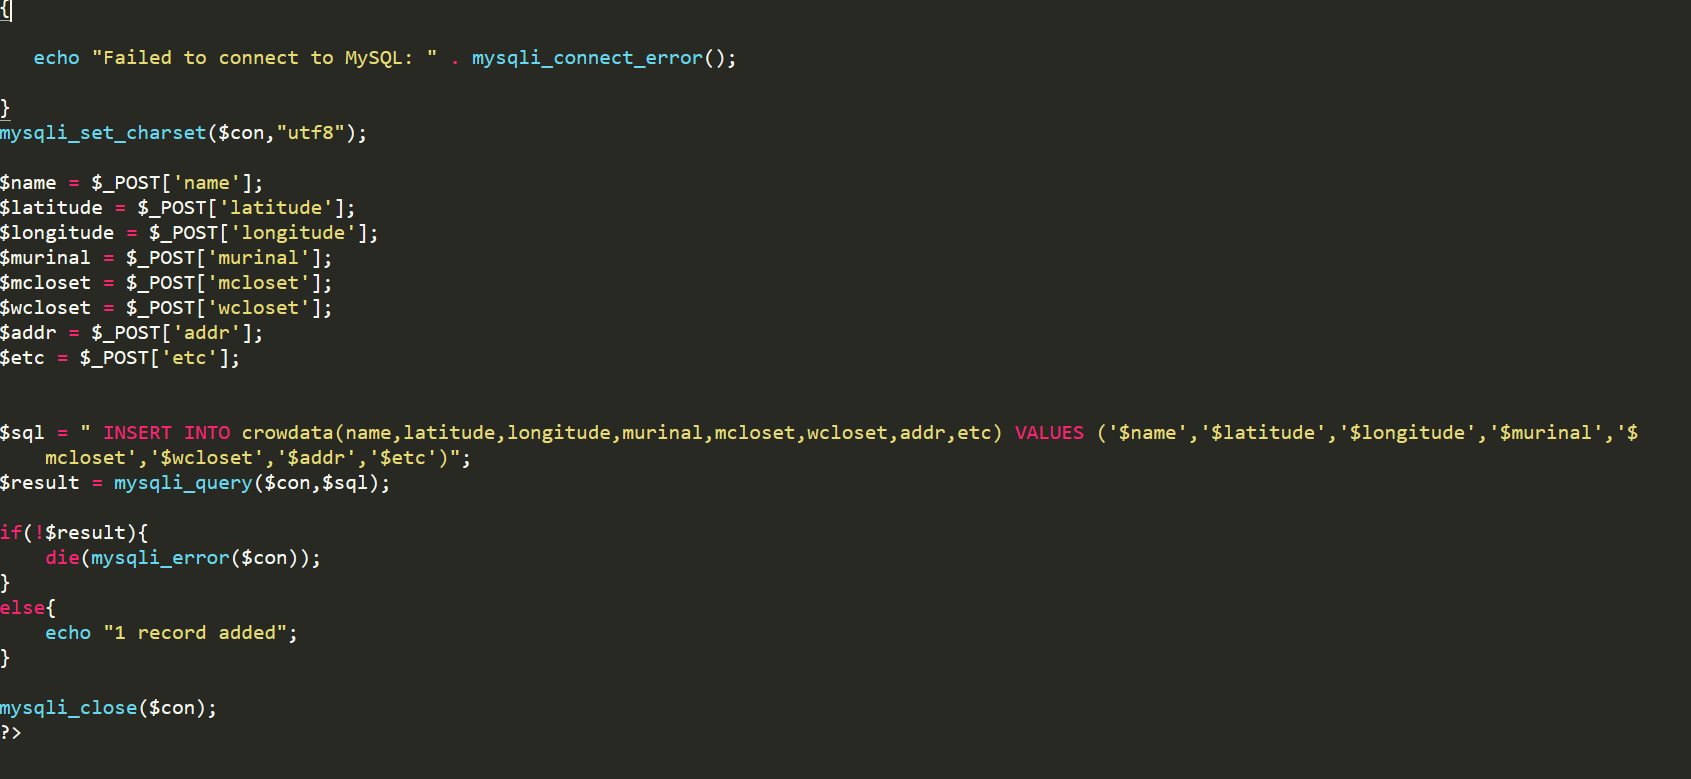 {
echo "Failed to connect to MySQL: " . mysqli_connect_error();
}
mysqli_set_charset($con,"utf8");
$name = $_POST['name'];
$latitude = $_POST['latitude'];
$longitude = $_POST['longitude'];
$murinal = $_POST['murinal'];
$mcloset = $_POST['mcloset'];
$wcloset = $_POST['wcloset'];
$addr = $_POST['addr'];
$etc = $_POST['etc'];
$sql = " INSERT INTO crowdata(name,latitude,longitude,murinal,mcloset,wcloset,addr,etc) VALUES ('$name','$latitude','$longitude','$murinal','$
mcloset','$wcloset','$addr','$etc')";
$result = mysqli_query($con,$sql);
if(!$result){
die(mysqli_error($con));
}
else{
echo "1 record added";
}
mysqli_close($con);
?>